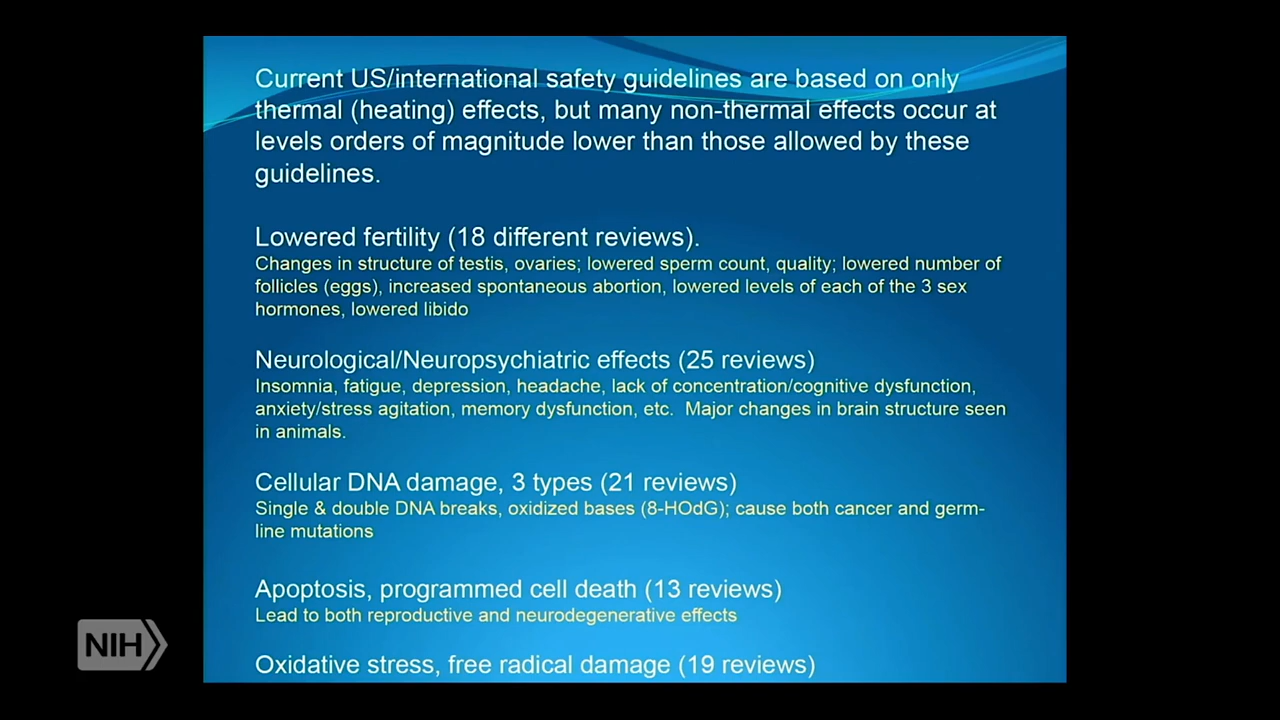 Current US/international safety guidelines are based on only
thermal (heating) effects, but many non-thermal effects occur at
levels orders of magnitude lower than those allowed by these
guidelines.
Lowered fertility (18 different reviews).
Changes in structure of testis, ovaries; lowered sperm count, quality; lowered number of
follicles (eggs), increased spontaneous abortion, lowered levels of each of the 3 sex
hormones, lowered libido
Neurological/Neuropsychiatric effects (25 reviews)
Insomnia, fatigue, depression, headache, lack of concentration/cognitive dysfunction,
anxiety/stress agitation, memory dysfunction, etc.  Major changes in brain structure seen
in animals.
Cellular DNA damage, 3 types (21 reviews)
Single & double DNA breaks, oxidized bases (8-HOdG); cause both cancer and germ-
line mutations
Apoptosis, programmed cell death (13 reviews)
Lead to both reproductive and neurodegenerative effects
NIH
Oxidative stress, free radical damage (19 reviews)